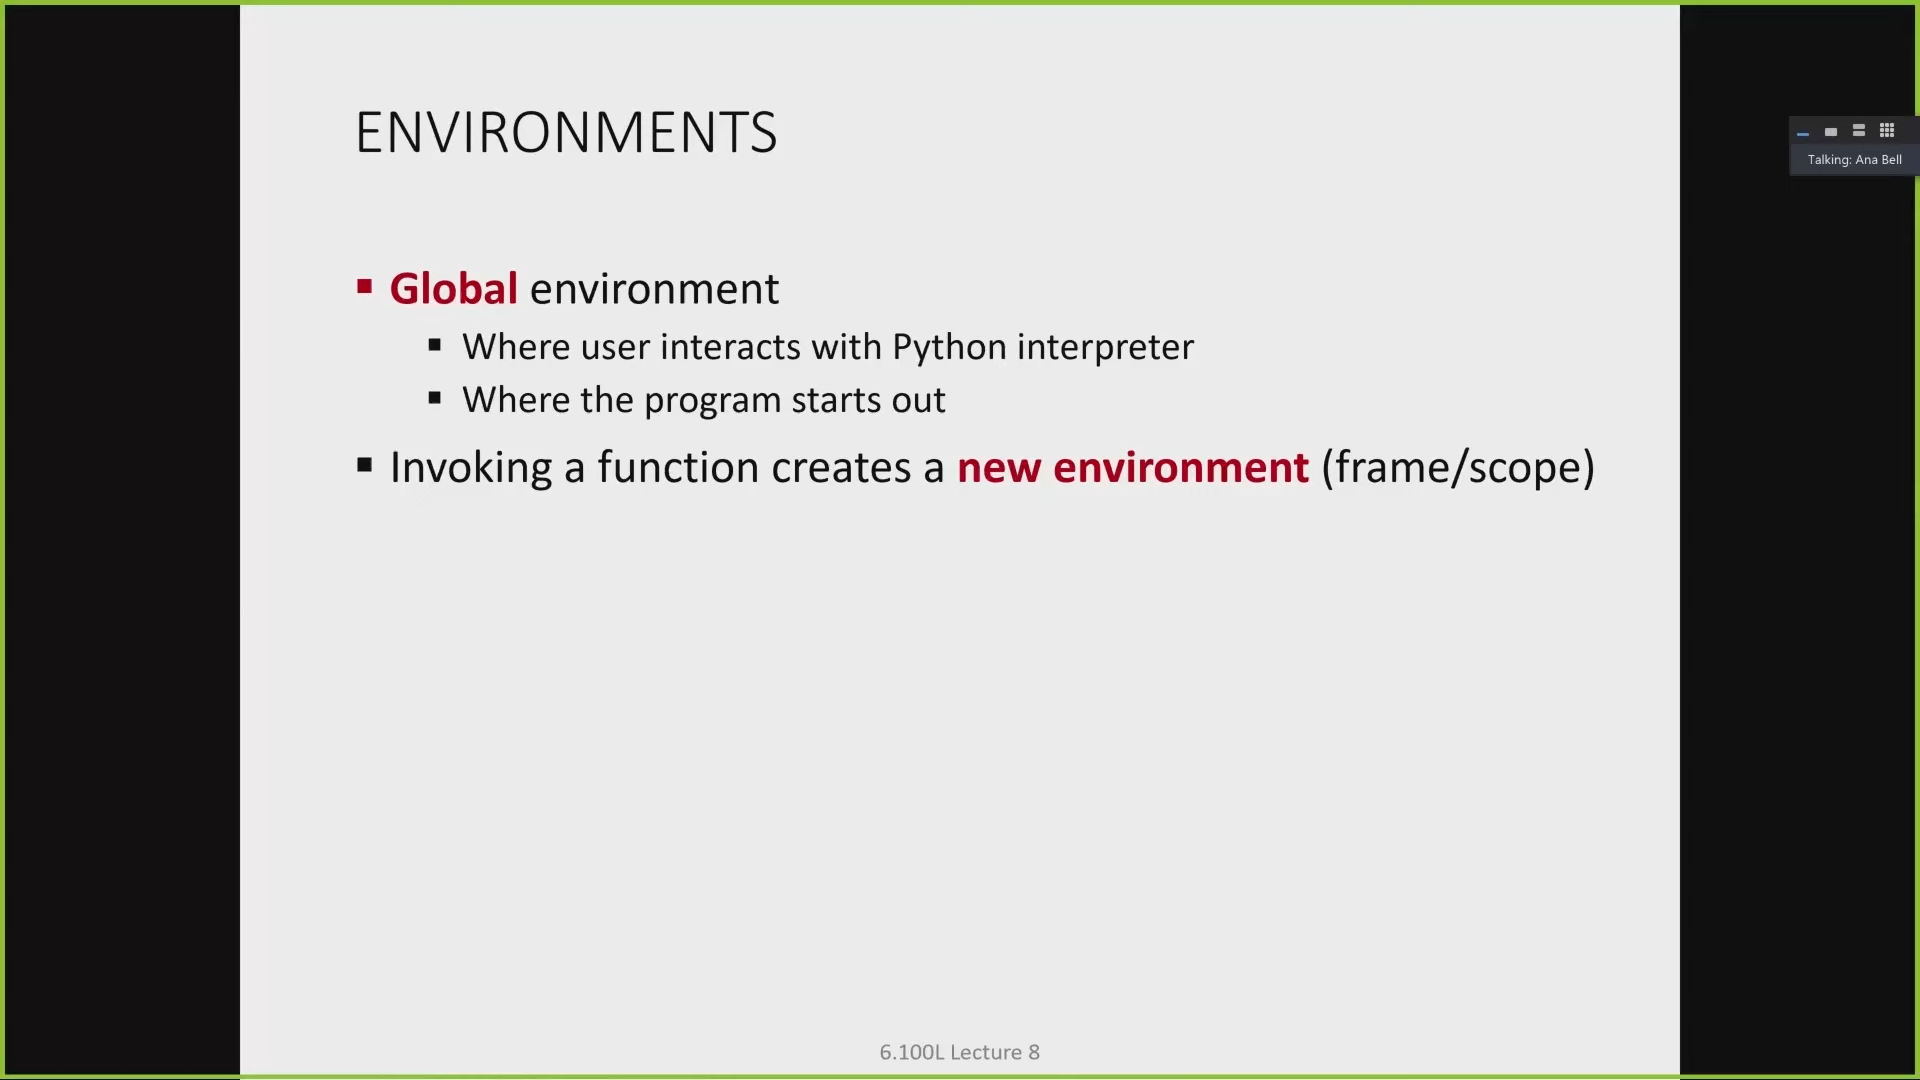 ENVIRONMENTS
Talking: Ana Bell
Global environment
Where user interacts with Python interpreter
Where the program starts out
Invoking a function creates a new environment (frame/scope)
6.100L Lecture 8